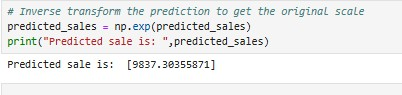 # Inverse transform the prediction to get the original scale
predicted_sales = np.exp(predicted_sales)
print("Predicted sale is: ",predicted_sales)
Predicted sale is:  [9837.30355871]